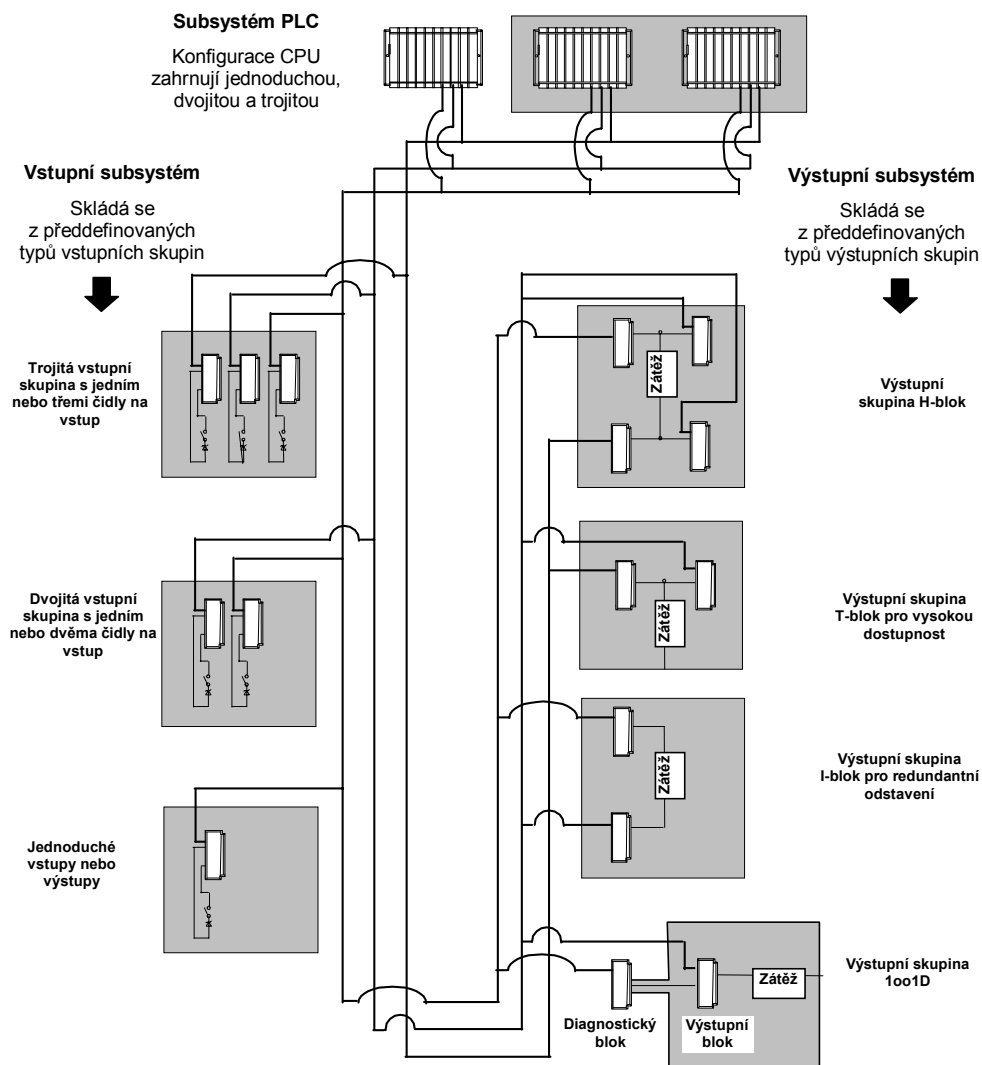 Subsystém PLC
Konfigurace CPU
zahrnují jednoduchou,
dvojitou a trojitou
Vstupní subsystém
Skládá se
z předdefinovaných
typů vstupních skupin
Výstupní subsystém
Skládá se
z předdefinovaných
typů výstupních skupin
Trojitá vstupní
skupina s jedním
nebo třemi čidly na
vstup
Zátěž
Výstupní
skupina H-blok
Dvojitá vstupní
skupina s jedním
nebo dvěma čidly na
vstup
Zátěž
Výstupní skupina
T-blok pro vysokou
dostupnost
Zátěž
Výstupní skupina
I-blok pro redundantní
odstavení
Jednoduché
vstupy nebo
výstupy
Zátěž
Výstupní skupina
1oo1D
Diagnostický
blok
Výstupní
blok